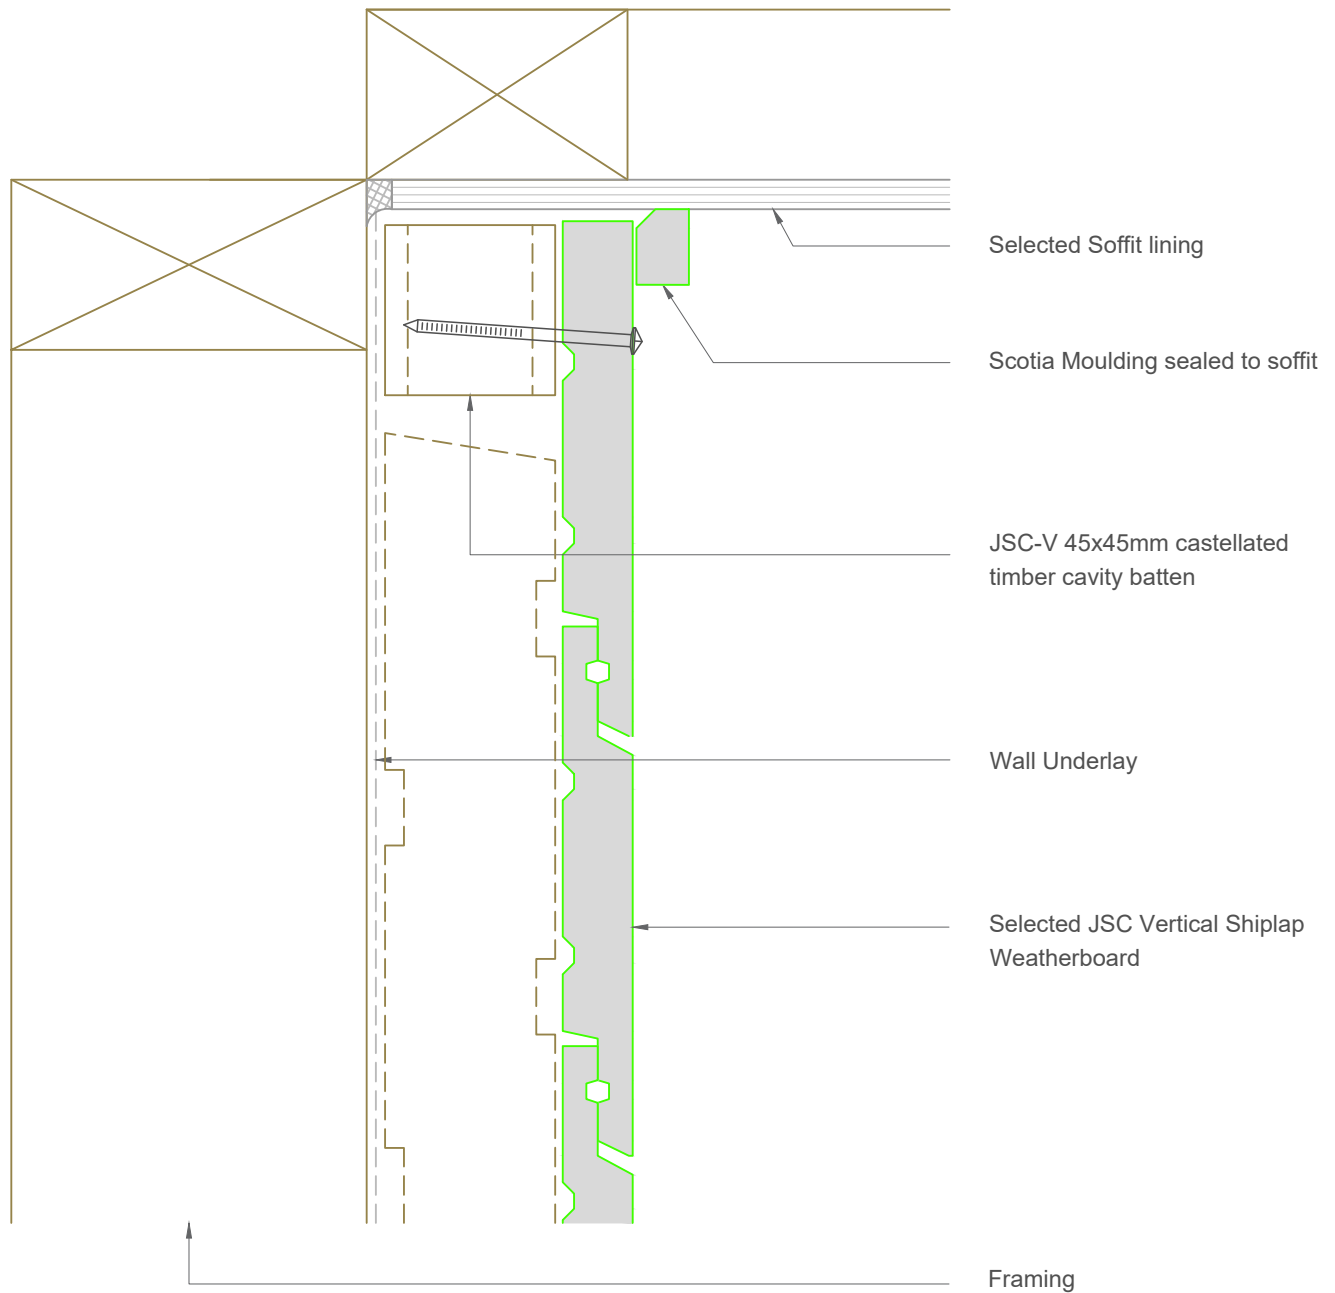 Selected Soffit lining
Scotia Moulding sealed to soffit
JSC-V 45x45mm castellated
timber cavity batten
Wall Underlay
Selected JSC Vertical Shiplap
Weatherboard
Framing